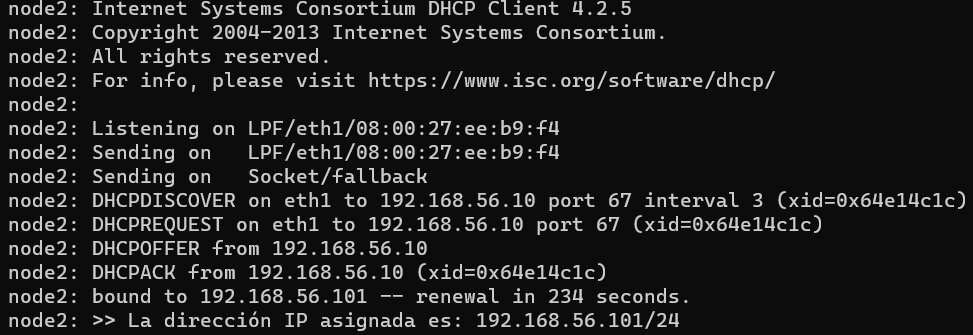 node2: Internet Systems Consortium DHCP Client 4.2.5
node2: Copyright 2004-2013 Internet Systems Consortium.
node2: All rights reserved.
node2: For info, please visit https://www.isc.org/software/dhcp/
node2:
node2: Listening on LPF/eth1/08:00:27:ee:b9:f4
node2: Sending on   LPF/eth1/08:00:27:ee:b9:f4
node2: Sending on   Socket/fallback
node2: DHCPDISCOVER on eth1 to 192.168.56.10 port 67 interval 3 (xid=0x64e14c1c)
node2: DHCPREQUEST on eth1 to 192.168.56.10 port 67 (xid=0x64e14c1c)
node2: DHCPOFFER from 192.168.56.10
node2: DHCPACK from 192.168.56.10 (xid=0x64e14c1c)
node2: bound to 192.168.56.101 -- renewal in 234 seconds.
node2: >> La dirección IP asignada es: 192.168.56.101/24